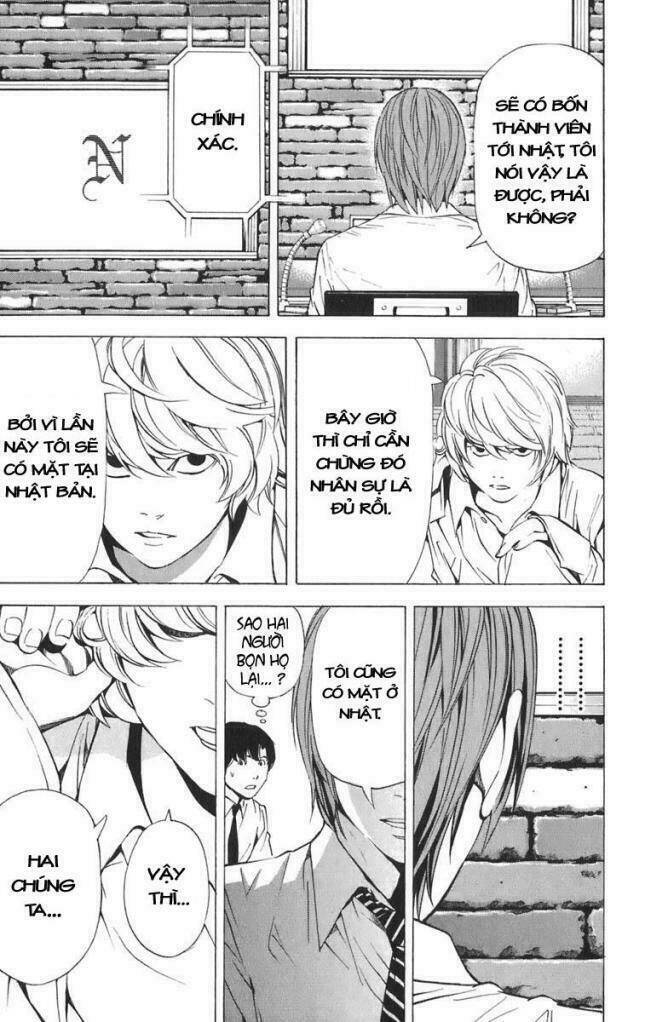 SẼ CÓ BỐN
THÀNH VIÊN
TỚI NHẬT, TÔI
NÓI VẬY LÀ
ĐƯỢC, PHẢI
KHÔNG?
CHÍNH
XÁC.
N
BÂY GIỜ
THÌ CHỈ CẦN
CHỪNG ĐÓ
NHÂN SỰ LÀ
ĐỦ RỒI.
BỞI VÌ LẦN
NÀY TÔI SẼ
CÓ MẶT TẠI
NHẬT BẢN.
............
TÔI CŨNG
CÓ MẶT Ở
NHẬT.
SAO HAI
NGƯỜI
BỌN HỌ
LẠI... ?
VẬY
THÌ...
HAI
CHÚNG
TA...